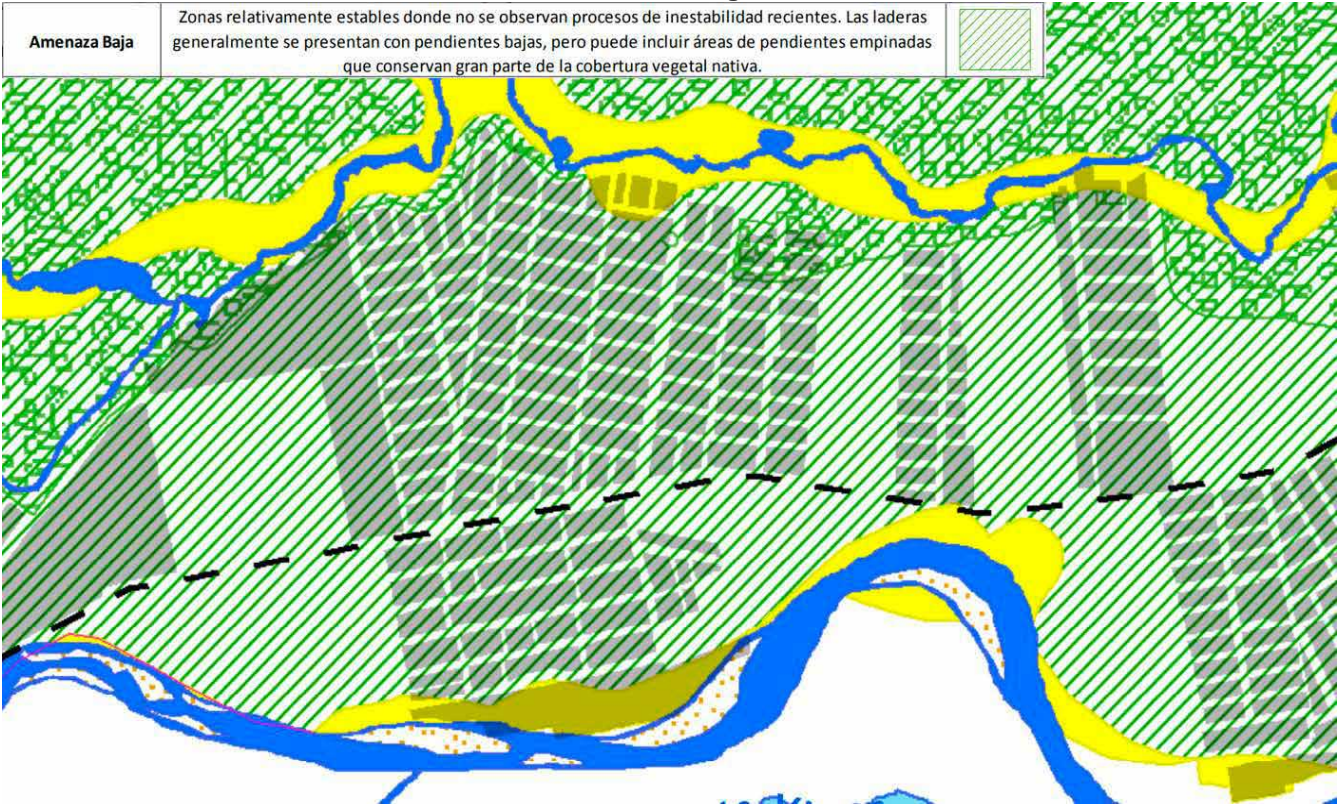 Amenaza Baja
Zonas relativamente estables donde no se observan procesos de inestabilidad recientes. Las laderas
generalmente se presentan con pendientes bajas, pero puede incluir áreas de pendientes empinadas
que conservan gran parte de la cobertura vegetal nativa.